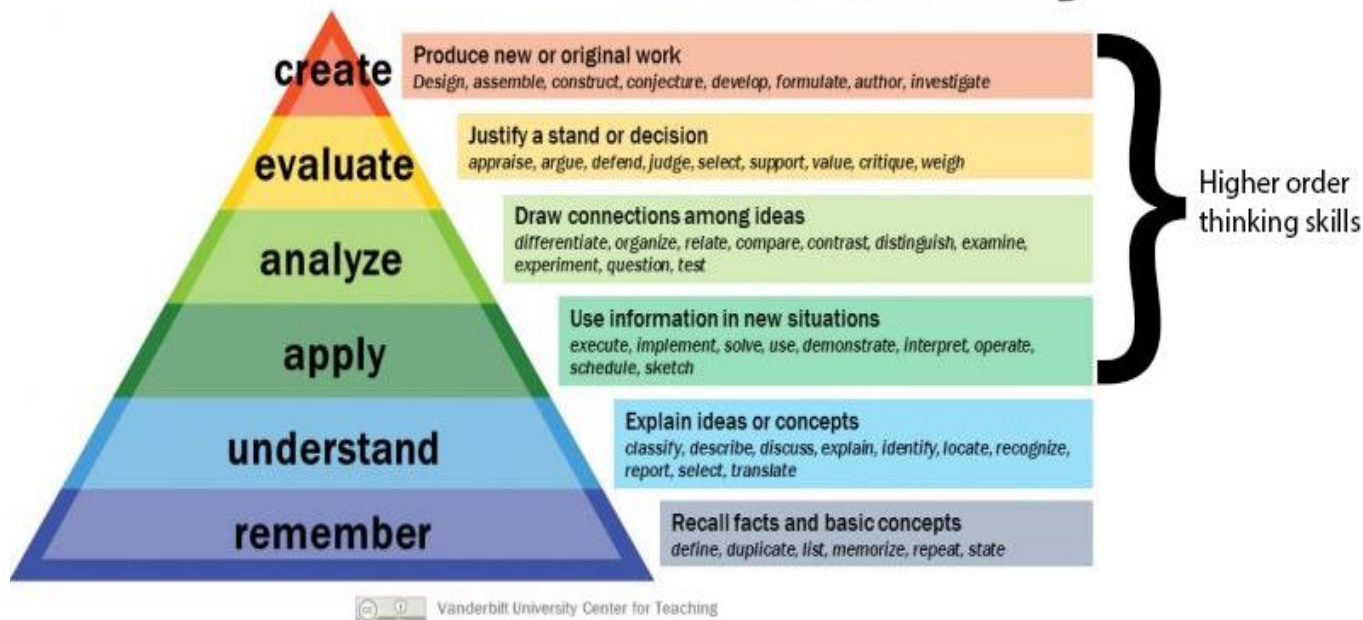 create
Produce new or original work
Design, assemble, construct, conjecture, develop, formulate, author, investigate
evaluate
Justify a stand or decision
appraise, argue, defend, judge, select, support, value, critique, weigh
analyze
Draw connections among ideas
differentiate, organize, relate, compare, contrast, distinguish, examine,
experiment, question, test
apply
Use information in new situations
execute, implement, solve, use, demonstrate, interpret, operate,
schedule, sketch
understand
Explain ideas or concepts
classify, describe, discuss, explain, identify, locate, recognize,
report, select, translate
remember
Recall facts and basic concepts
define, duplicate, list, memorize, repeat, state
Higher order
thinking skills
cc
Vanderbilt University Center for Teaching